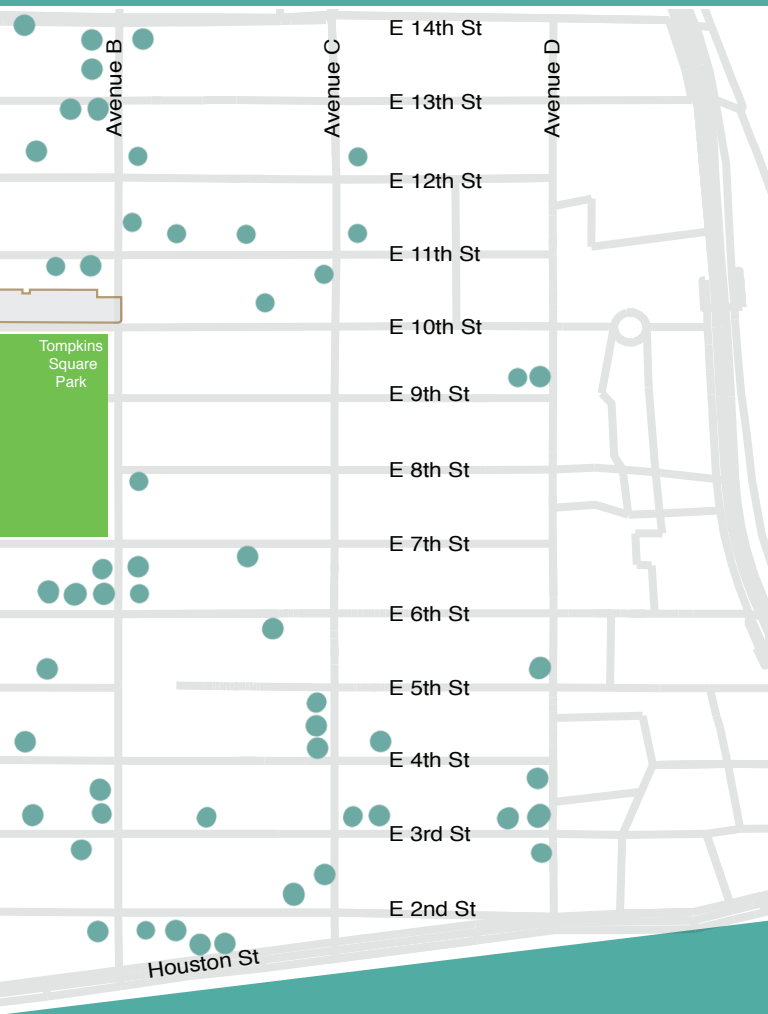 E 14th St
Avenue B
Avenue C
Avenue D
E 13th St
E 12th St
E 11th St
E 10th St
Tompkins
Square
Park
E 9th St
E 8th St
E 7th St
E 6th St
E 5th St
E 4th St
E 3rd St
E 2nd St
Houston St